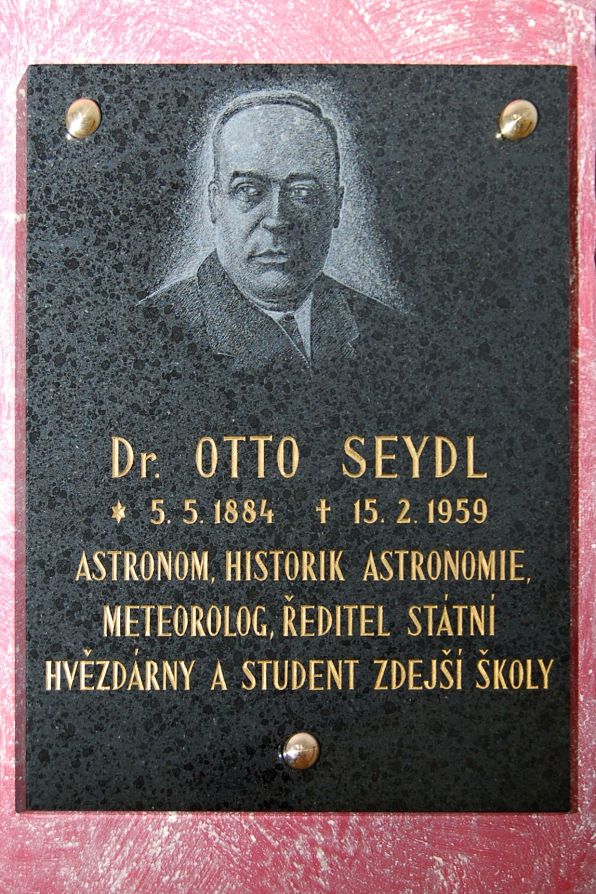 Dr. OTTO SEYDL
✡ 5. 5. 1884 ✝ 15. 2. 1959
ASTRONOM, HISTORIK ASTRONOMIE,
METEOROLOG, ŘEDITEL STÁTNÍ
HVĚZDÁRNY A STUDENT ZDEJŠÍ ŠKOLY